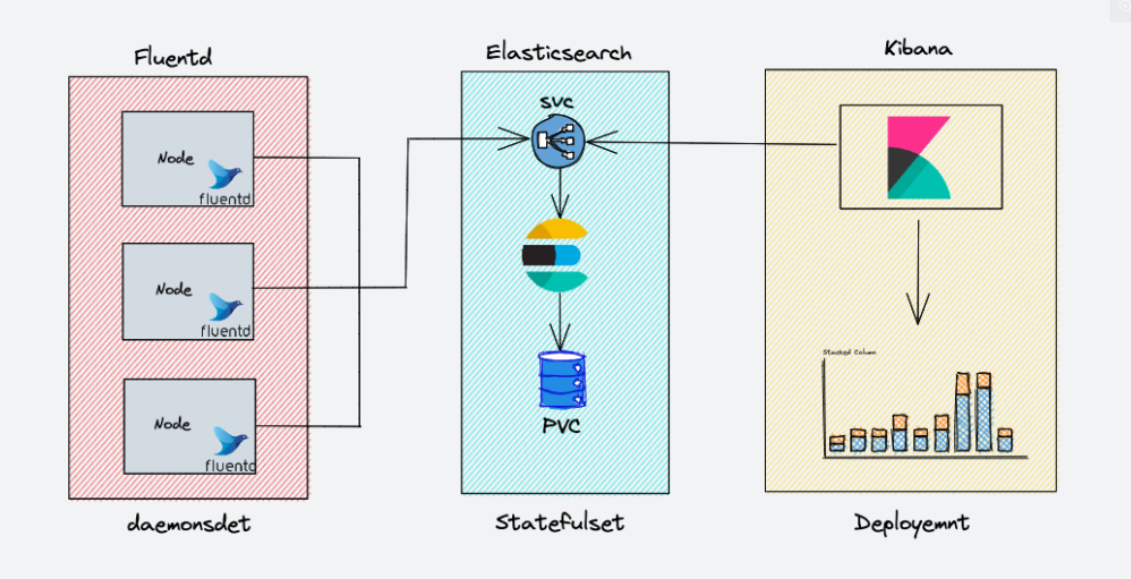 Fluentd
Elasticsearch
Kibana
svc
Node
fluentd
Node
fluentd
Node
fluentd
PVC
Stacked Column
daemonsdet
Statefulset
Deployemnt